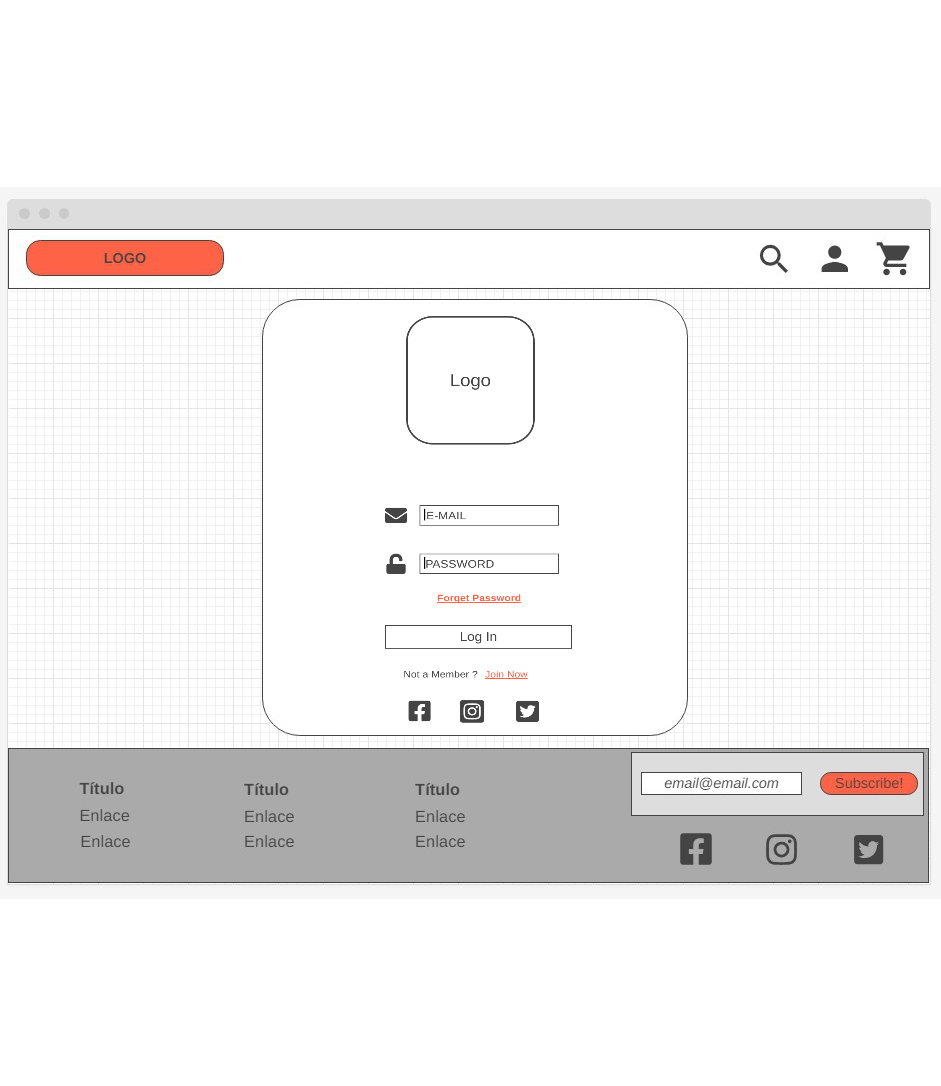 LOGO
Logo
E-MAIL
PASSWORD
Forget Password
Log In
Not a Member ? Join Now
email@email.com Subscribe!
Título Título Título
Enlace Enlace Enlace
Enlace Enlace Enlace